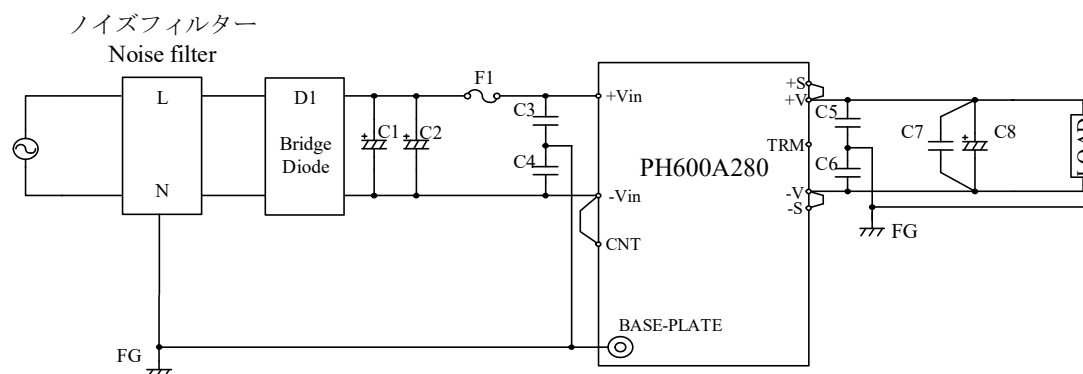 ノイズフィルター
Noise filter
L
N
D1
Bridge
Diode
C1
C2
F1
C3
C4
+Vin
-Vin
CNT
PH600A280
BASE-PLATE
+S
+V
TRM
-V
-S
C5
C6
C7
C8
LOAD
FG
FG